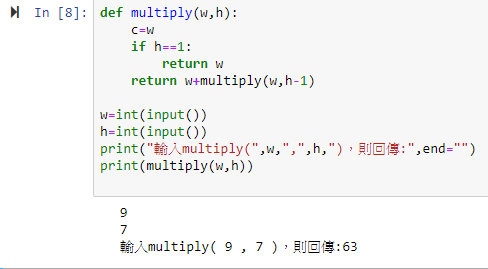 In [8]: def multiply(w,h):
c=w
if h==1:
return w
return w+multiply(w,h-1)
w=int(input())
h=int(input())
print("輸入multiply(",w,",",h,")，則回傳:",end="")
print(multiply(w,h))
9
7
輸入multiply( 9 , 7 )，則回傳:63